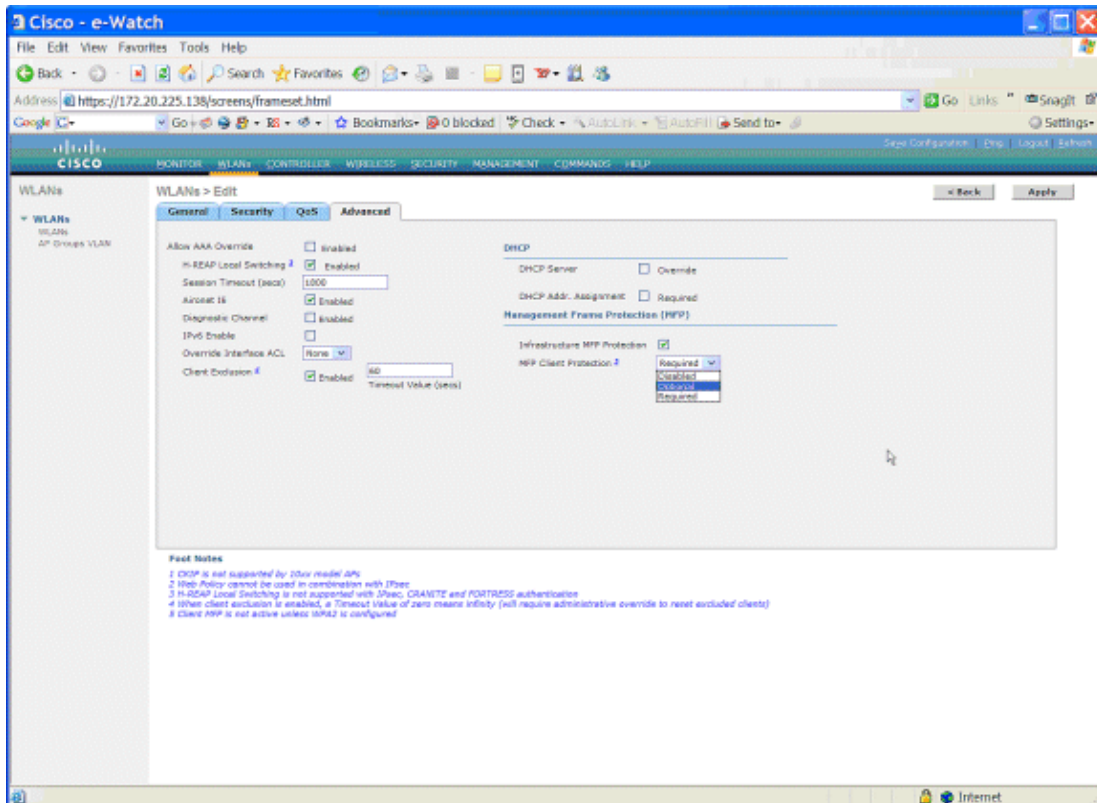 Cisco - e-Watch
File Edit View Favorites Tools Help
Back Search Favorites
Address https://172.20.225.138/screens/frameset.html Go Links » SnagIt
Google Go RS Bookmarks 0 blocked Check AutoLink AutoFill Send to Settings
Save Configuration | Ping | Logout | Refresh
CISCO MONITOR WLANs CONTROLLER WIRELESS SECURITY MANAGEMENT COMMANDS HELP
WLANs
WLANs
WLANs
AP Groups VLAN
WLANs > Edit
< Back Apply
General Security QoS Advanced
Allow AAA Override Enabled
H-REAP Local Switching 3 Enabled
Session Timeout (secs) 1800
Aironet IE Enabled
Diagnostic Channel Enabled
IPv6 Enable
Override Interface ACL None
Client Exclusion 4 Enabled 60
Timeout Value (secs)
DHCP
DHCP Server Override
DHCP Addr. Assignment Required
Management Frame Protection (MFP)
Infrastructure MFP Protection
MFP Client Protection 5 Required
Disabled
Optional
Required
Foot Notes
1 CKIP is not supported by 10xx model APs
2 Web Policy cannot be used in combination with IPsec
3 H-REAP Local Switching is not supported with IPsec, CRANITE and FORTRESS authentication
4 When client exclusion is enabled, a Timeout Value of zero means infinity (will require administrative override to reset excluded clients)
5 Client MFP is not active unless WPA2 is configured
Internet